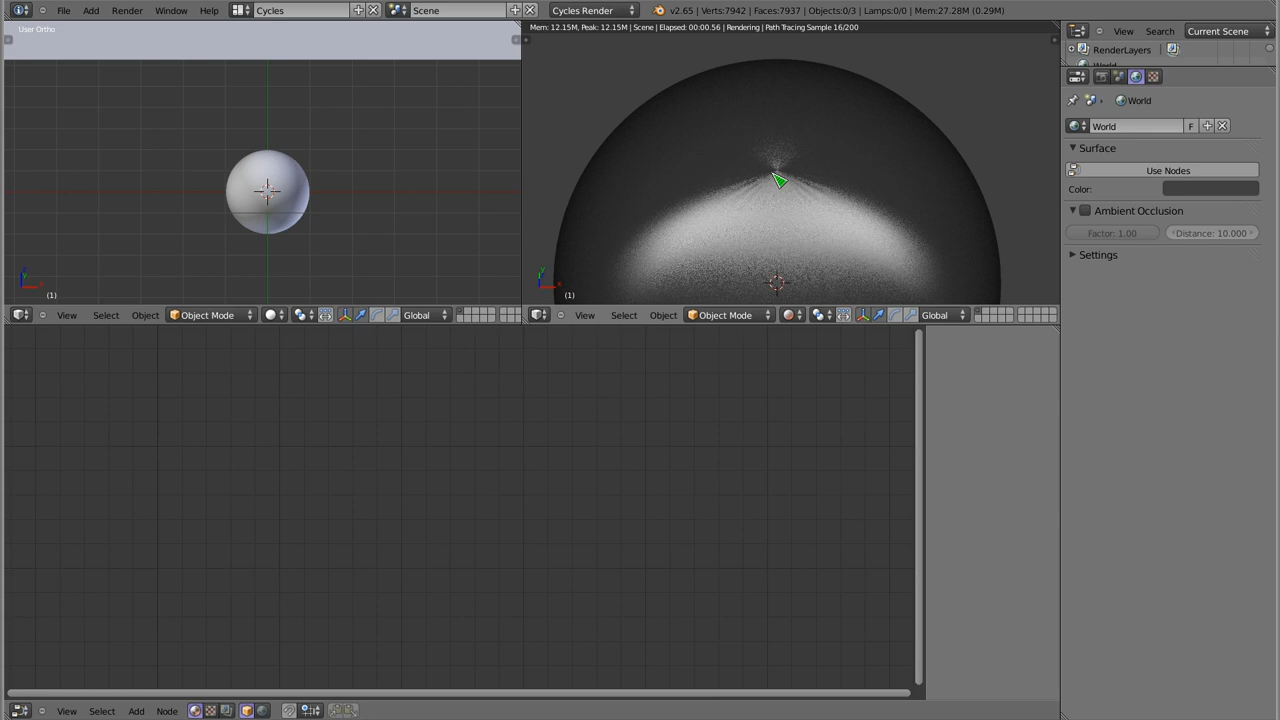 File Add Render Window Help Cycles Scene Cycles Render v2.65 | Verts:7942 | Faces:7937 | Objects:0/3 | Lamps:0/0 | Mem:27.28M (0.29M)
User Ortho
Mem: 12.15M, Peak: 12.15M | Scene | Elapsed: 00:00.56 | Rendering | Path Tracing Sample 16/200
View Search Current Scene
RenderLayers
World
World
World F
Surface
Use Nodes
Color:
Ambient Occlusion
Factor: 1.00 Distance: 10.000
Settings
(1)
(1)
View Select Object Object Mode Global
View Select Object Object Mode Global
View Select Add Node